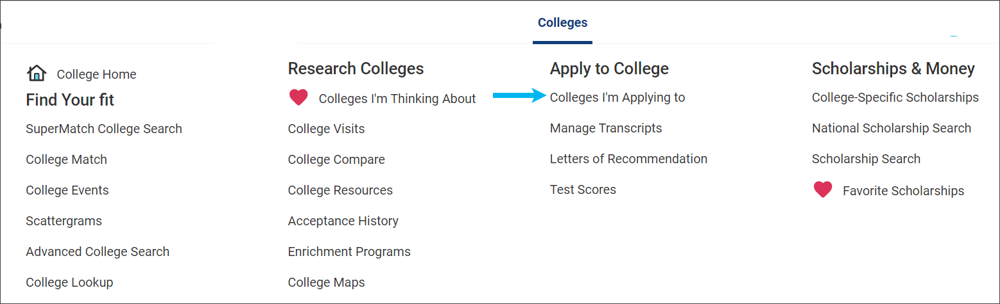 Colleges
College Home
Find Your fit
SuperMatch College Search
College Match
College Events
Scattergrams
Advanced College Search
College Lookup
Research Colleges
Colleges I'm Thinking About
College Visits
College Compare
College Resources
Acceptance History
Enrichment Programs
College Maps
Apply to College
Colleges I'm Applying to
Manage Transcripts
Letters of Recommendation
Test Scores
Scholarships & Money
College-Specific Scholarships
National Scholarship Search
Scholarship Search
Favorite Scholarships